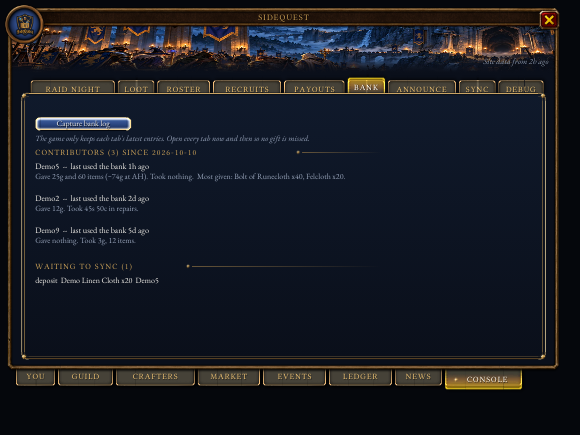 SIDEQUEST
Site data from 2h ago
RAID NIGHT LOOT ROSTER RECRUITS PAYOUTS BANK ANNOUNCE SYNC DEBUG
Capture bank log
The game only keeps each tab's latest entries. Open every tab now and then so no gift is missed.
CONTRIBUTORS (3) SINCE 2026-10-10
Demo5 -- last used the bank 1h ago
Gave 25g and 60 items (~74g at AH). Took nothing. Most given: Bolt of Runecloth x40, Felcloth x20.
Demo2 -- last used the bank 2d ago
Gave 12g. Took 45s 50c in repairs.
Demo9 -- last used the bank 5d ago
Gave nothing. Took 3g, 12 items.
WAITING TO SYNC (1)
deposit Demo Linen Cloth x20 Demo5
YOU GUILD CRAFTERS MARKET EVENTS LEDGER NEWS + CONSOLE